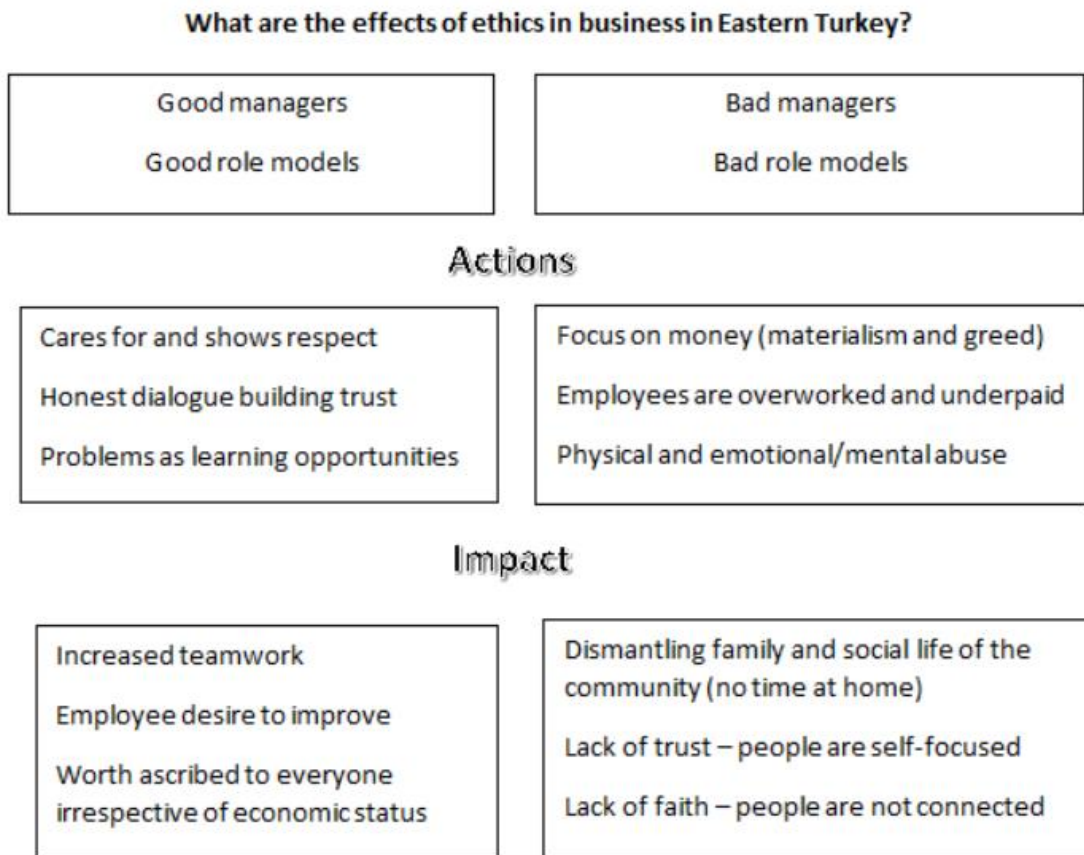 What are the effects of ethics in business in Eastern Turkey?
Good managers
Good role models
Bad managers
Bad role models
Actions
Cares for and shows respect
Honest dialogue building trust
Problems as learning opportunities
Focus on money (materialism and greed)
Employees are overworked and underpaid
Physical and emotional/mental abuse
Impact
Increased teamwork
Employee desire to improve
Worth ascribed to everyone
irrespective of economic status
Dismantling family and social life of the
community (no time at home)
Lack of trust – people are self-focused
Lack of faith – people are not connected